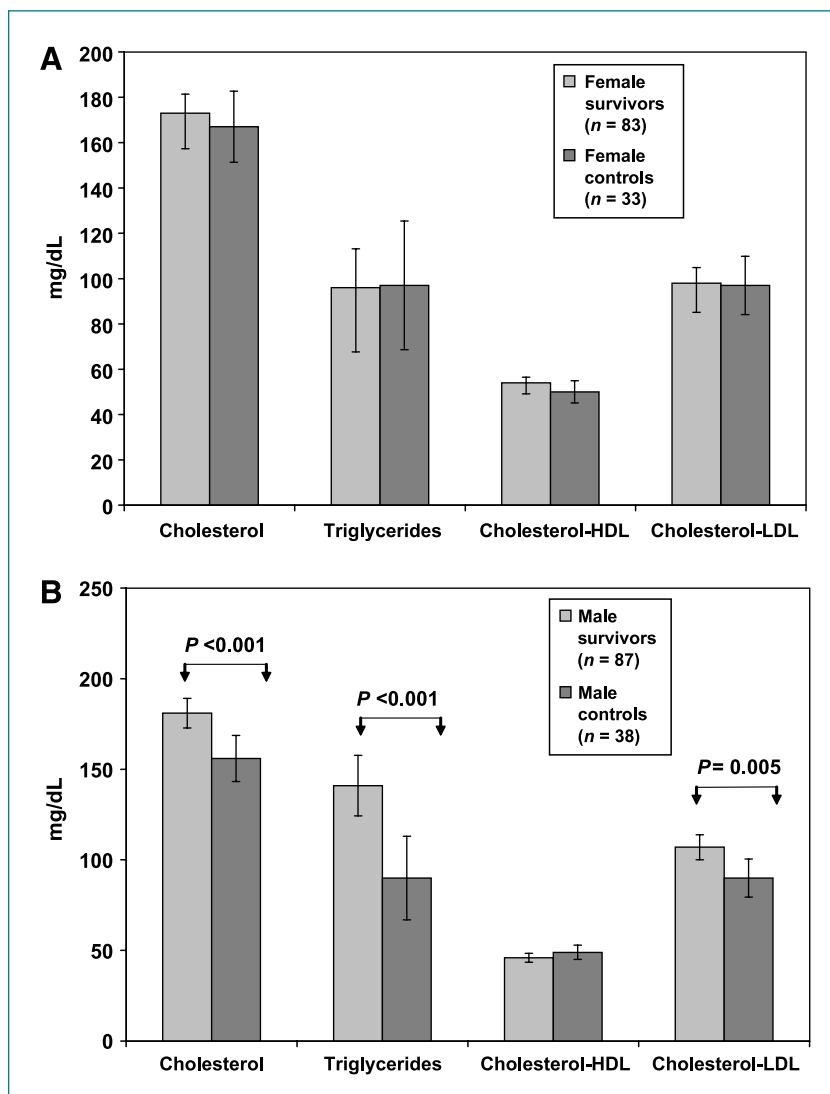 A
200
180
160
140
120
100
80
60
40
20
0
mg/dL
Female
survivors
(n = 83)
Female
controls
(n = 33)
Cholesterol Triglycerides Cholesterol-HDL Cholesterol-LDL
B
250
200
150
100
50
0
mg/dL
P <0.001
P <0.001
P= 0.005
Male
survivors
(n = 87)
Male
controls
(n = 38)
Cholesterol Triglycerides Cholesterol-HDL Cholesterol-LDL